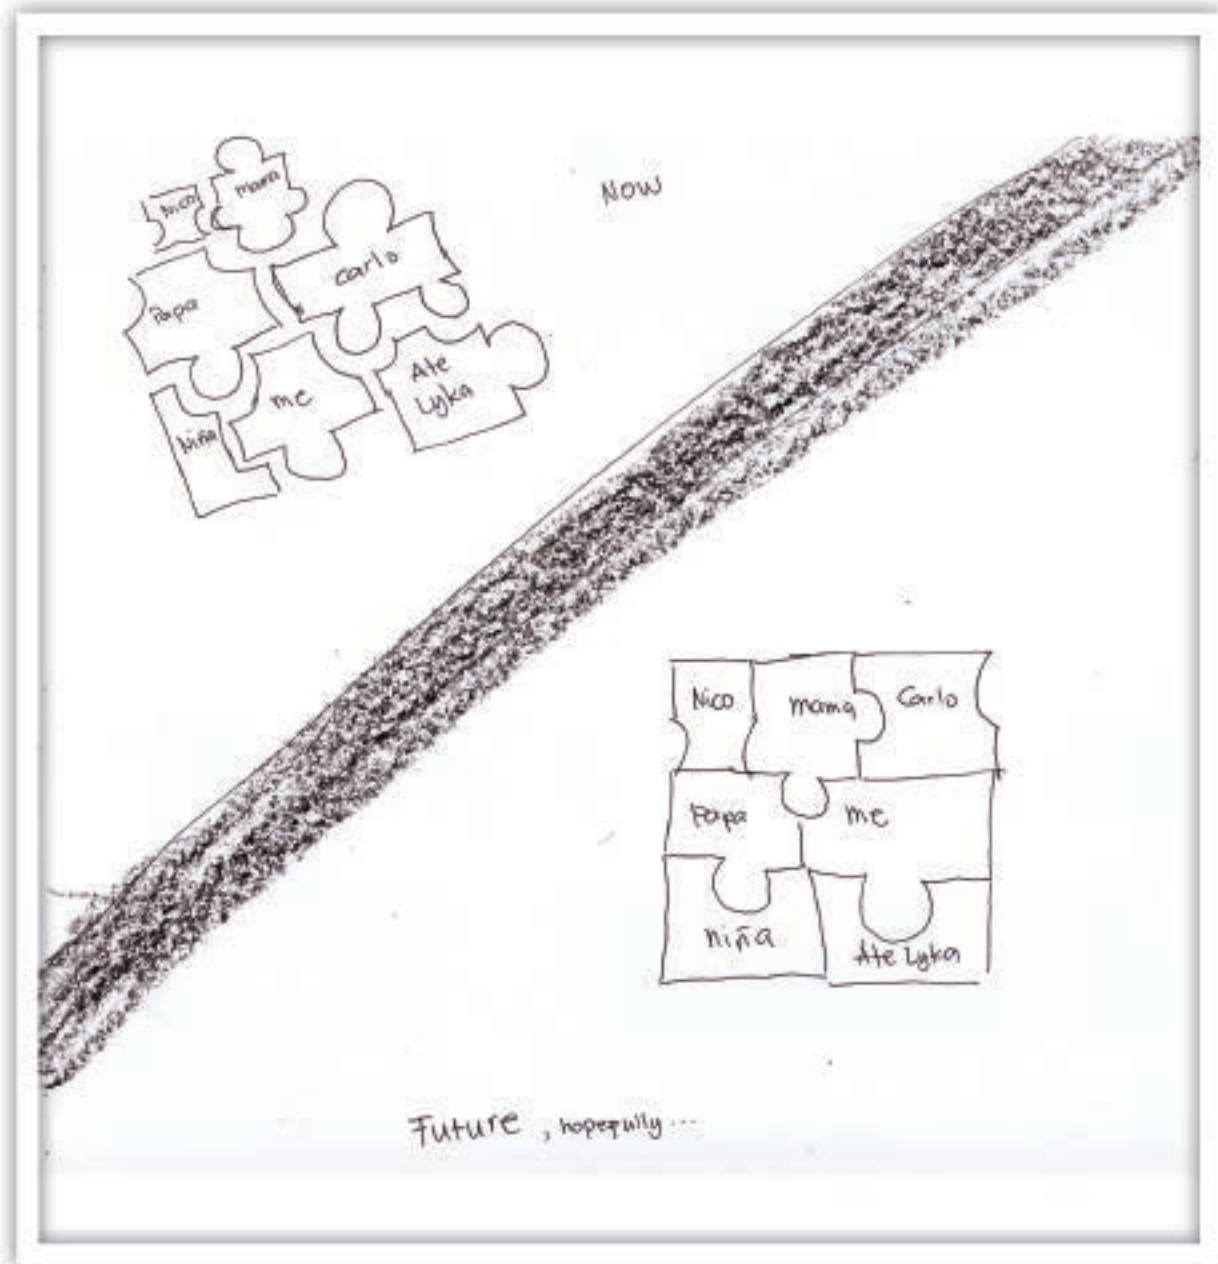 Now
Nico
mama
Papa
carlo
me
Ate
Lyka
Niña
Nico
mama
Carlo
Papa
me
niña
Ate Lyka
Future, hopefully...